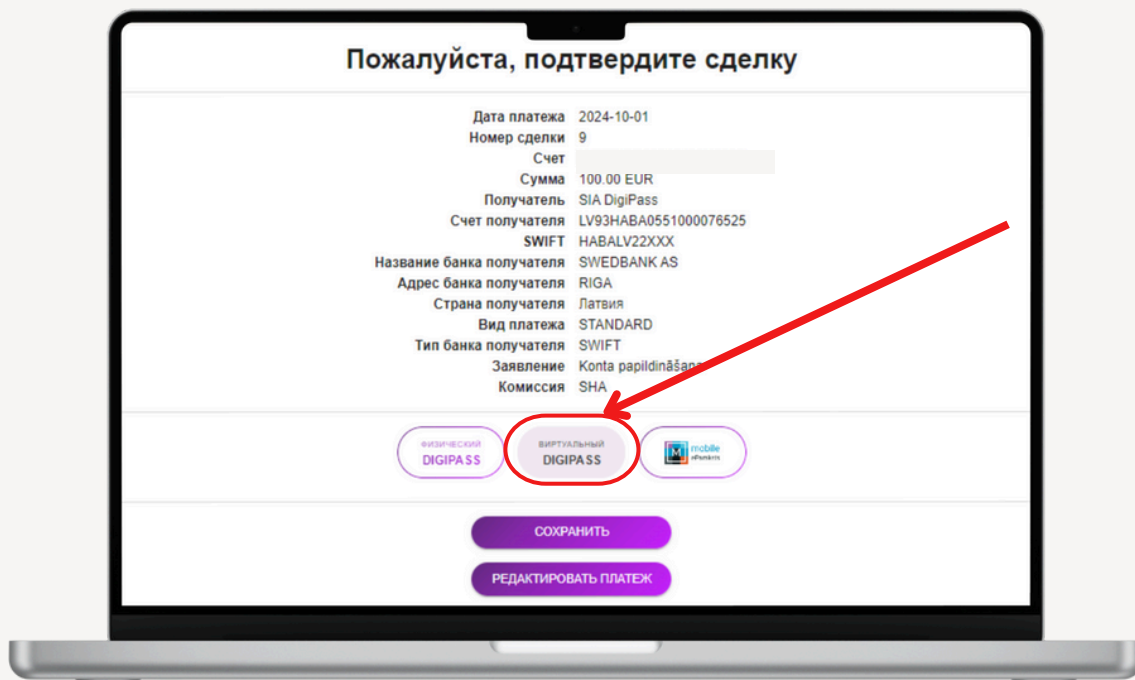 Пожалуйста, подтвердите сделку
Дата платежа 2024-10-01
Номер сделки 9
Счет
Сумма 100.00 EUR
Получатель SIA DigiPass
Счет получателя LV93HABA0551000076525
SWIFT HABALV22XXX
Название банка получателя SWEDBANK AS
Адрес банка получателя RIGA
Страна получателя Латвия
Вид платежа STANDARD
Тип банка получателя SWIFT
Заявление Konta papildināšana
Комиссия SHA
ФИЗИЧЕСКИЙ
DIGIPASS
ВИРТУАЛЬНЫЙ
DIGIPASS
M mobile
eParaksts
СОХРАНИТЬ
РЕДАКТИРОВАТЬ ПЛАТЕЖ